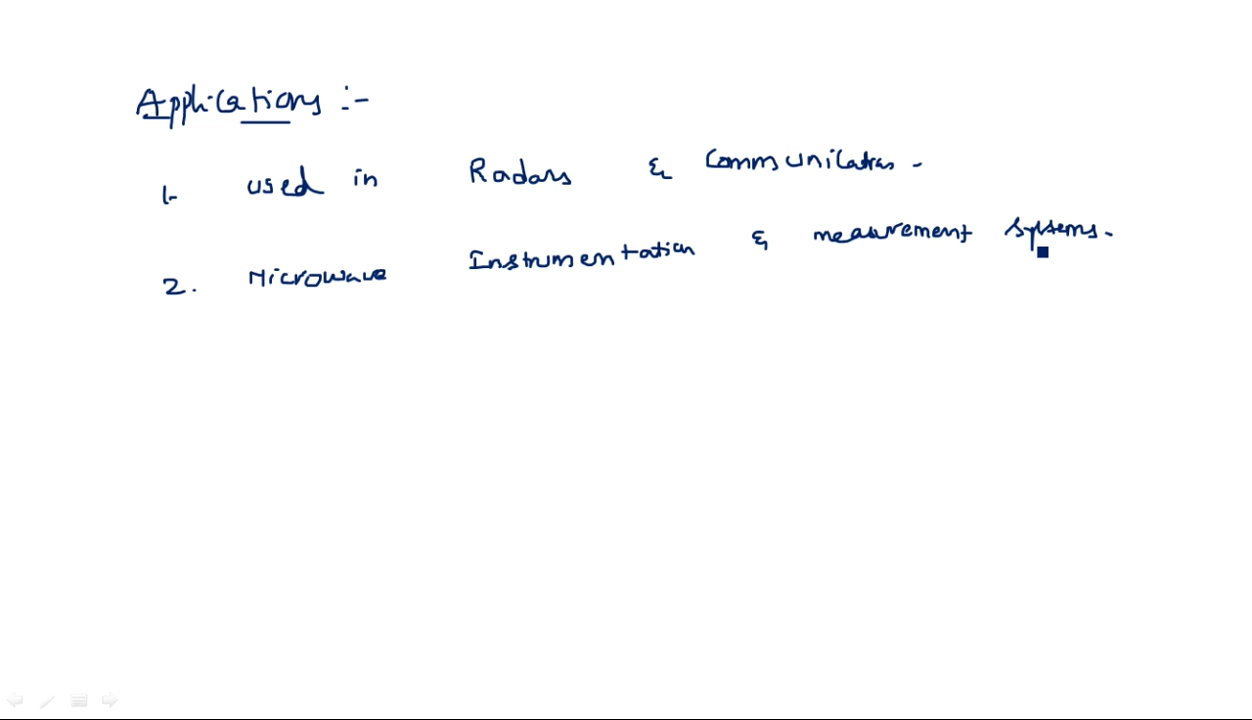 Applications :-
1. used in Radars & Communications.
2. Microwave Instrumentation & measurement systems.